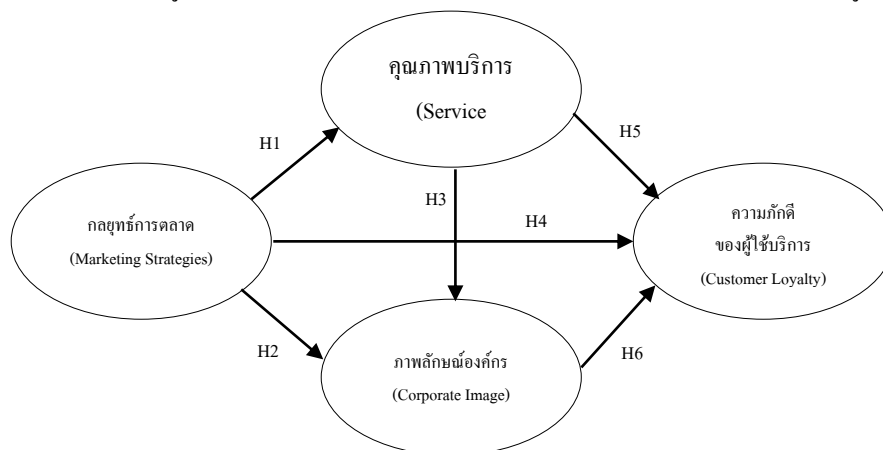 คุณภาพบริการ
(Service
H1
H5
กลยุทธ์การตลาด
(Marketing Strategies)
H3
H4
ความภักดี
ของผู้ใช้บริการ
(Customer Loyalty)
H2
ภาพลักษณ์องค์กร
(Corporate Image)
H6